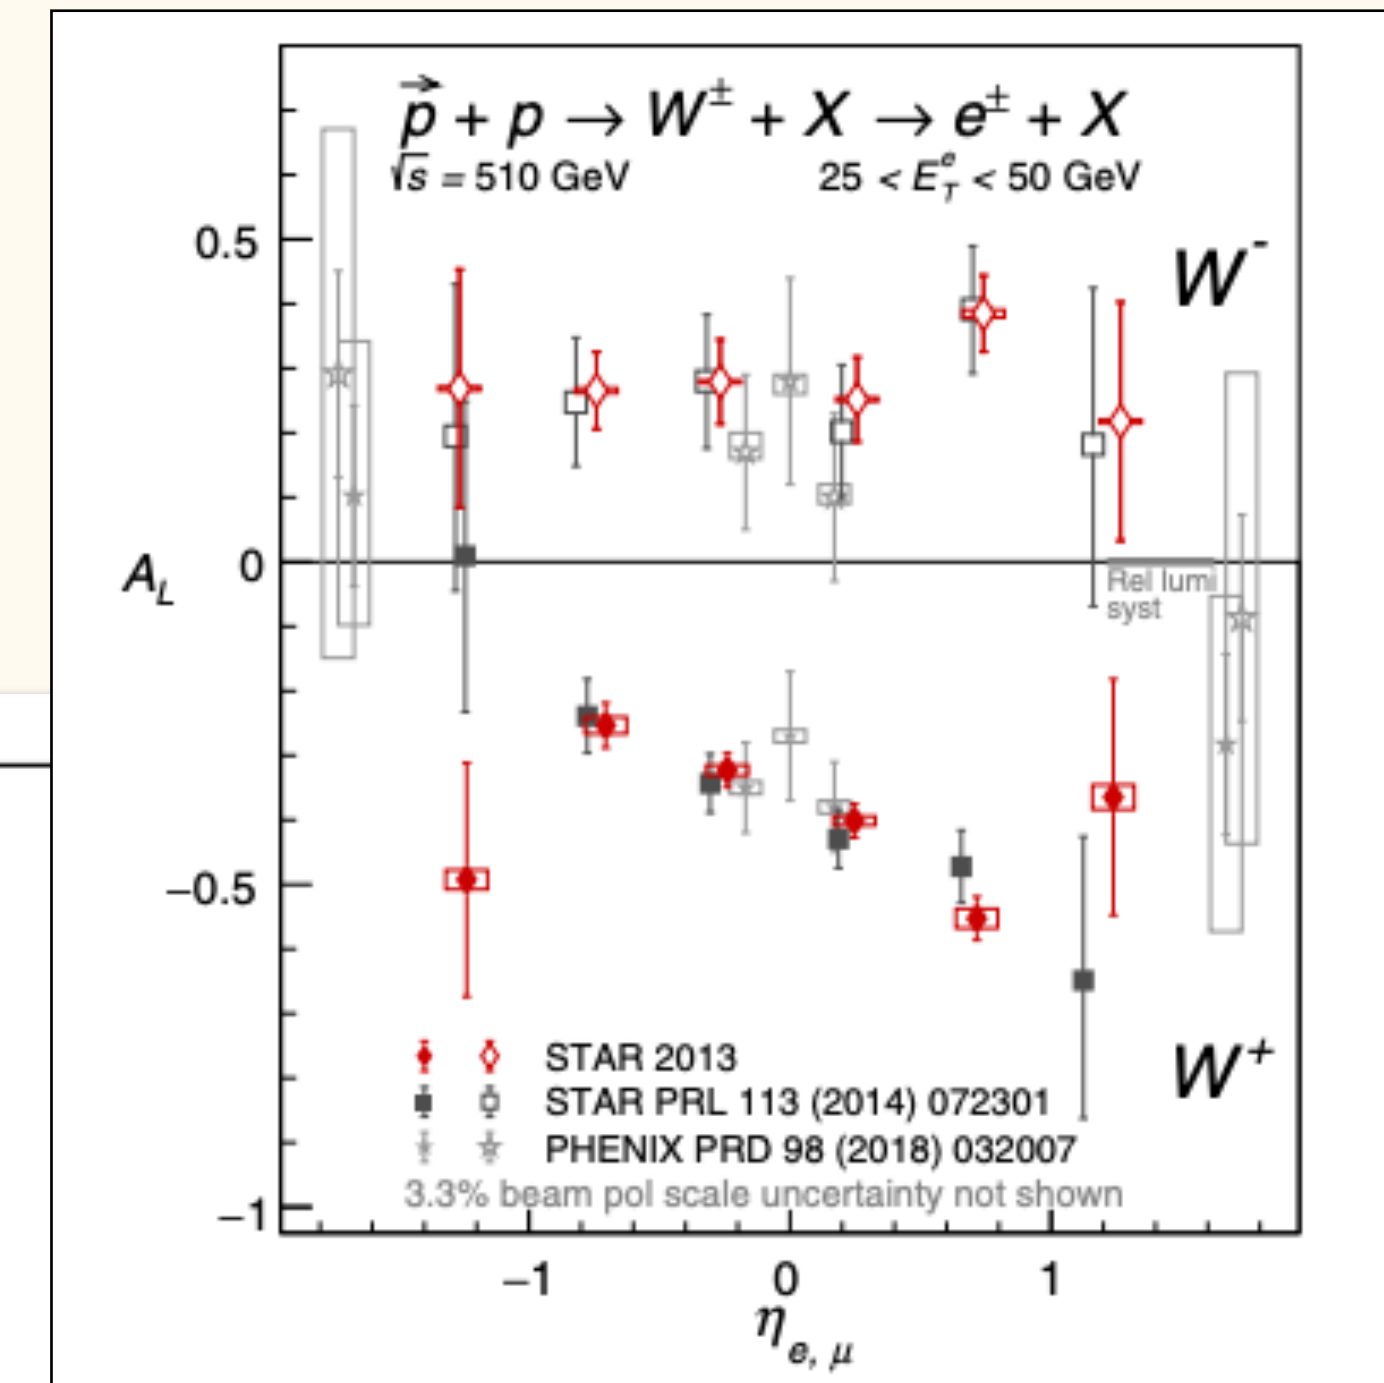 p⃗ + p → W± + X → e± + X
√s = 510 GeV 25 < E_T^e < 50 GeV
W⁻
0.5
0
−0.5
−1
A_L
Rel lumi
syst
W⁺
STAR 2013
STAR PRL 113 (2014) 072301
PHENIX PRD 98 (2018) 032007
3.3% beam pol scale uncertainty not shown
−1 0 1
η_e, μ